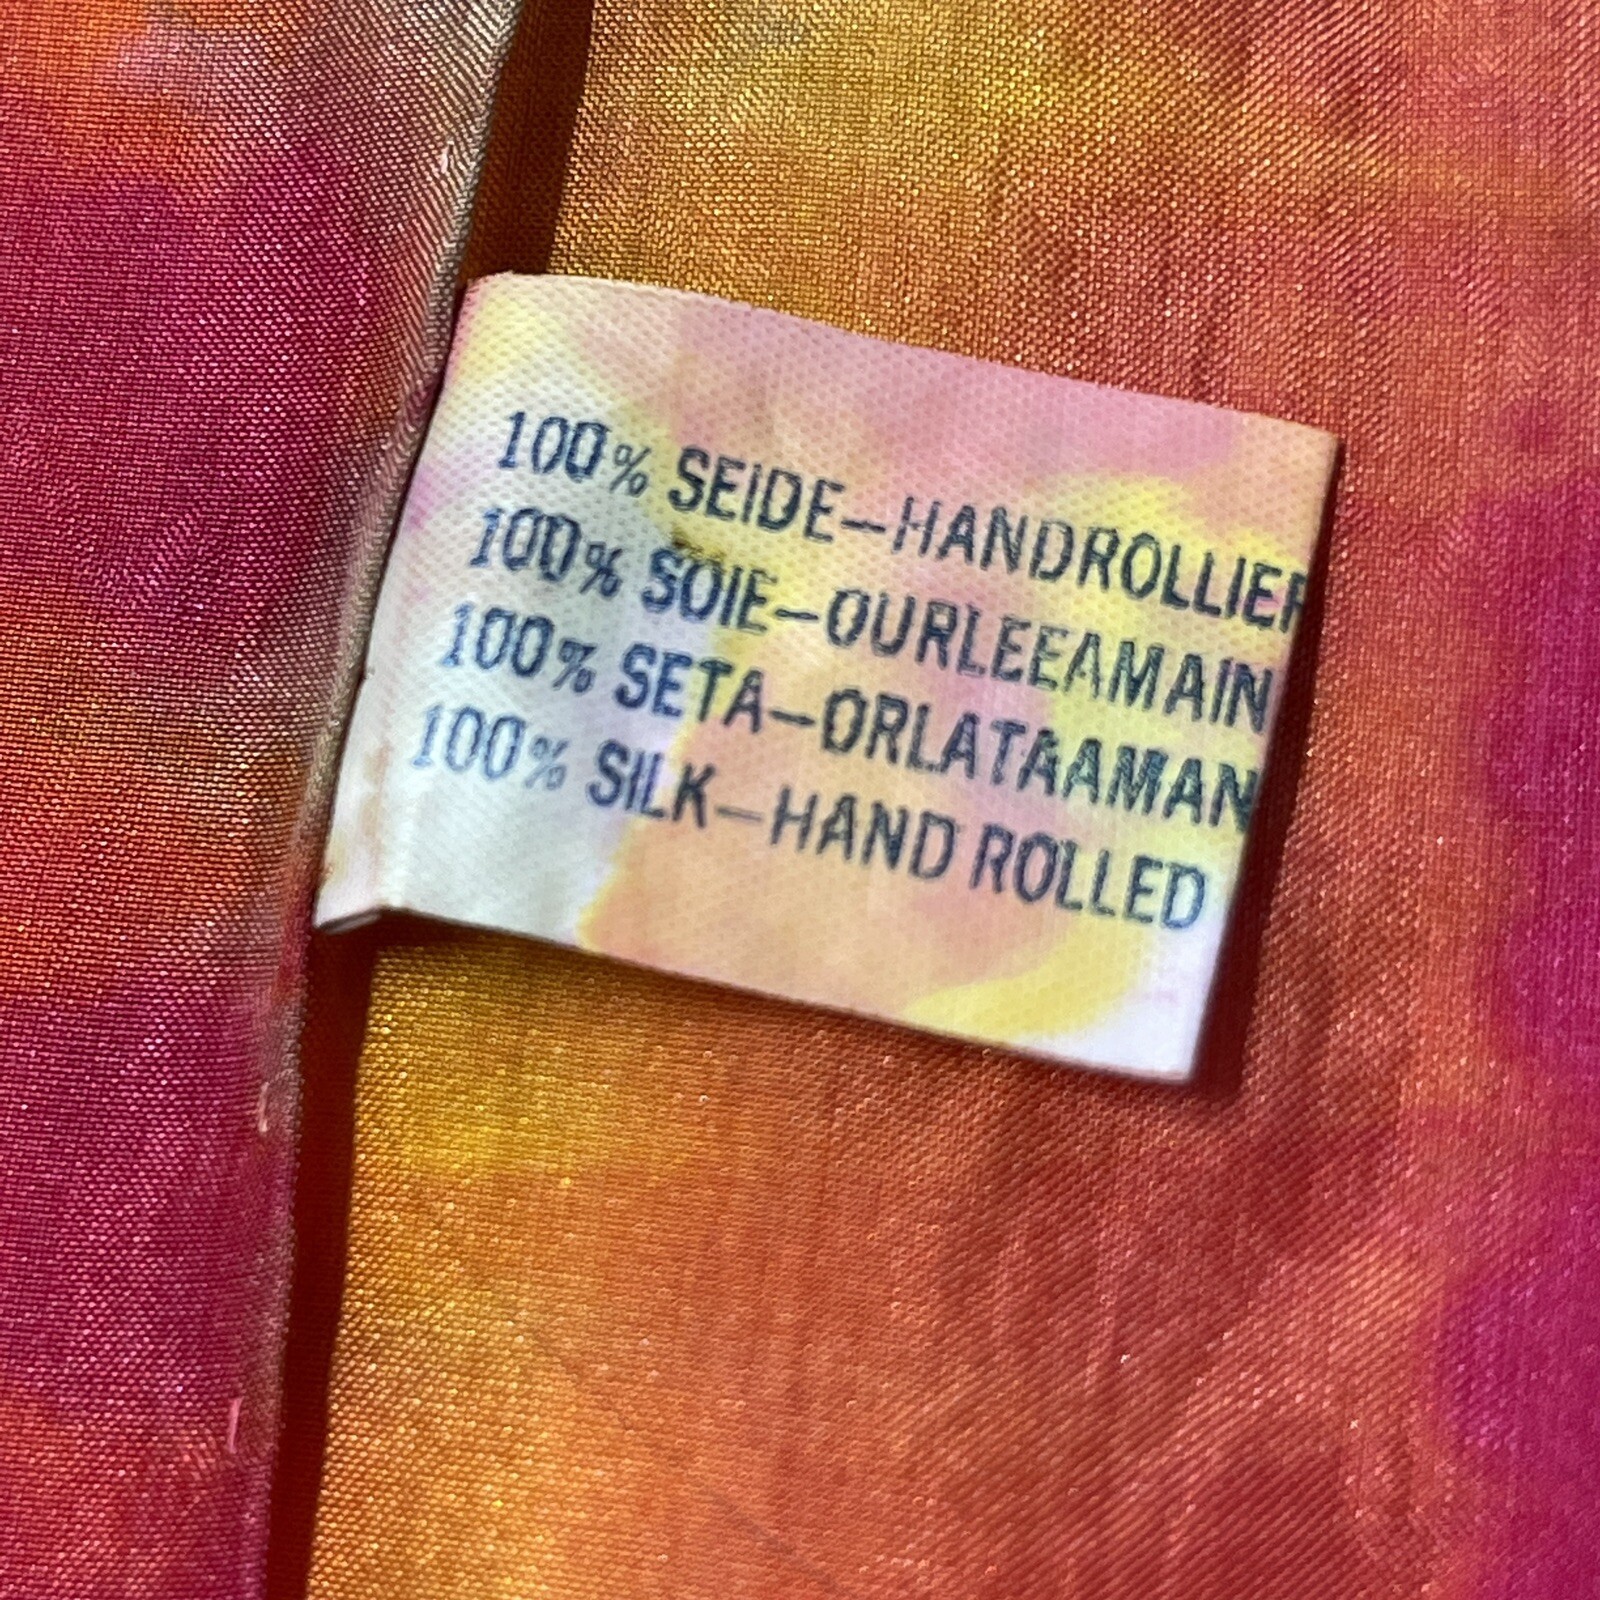 100% SEIDE—HANDROLLIER
100% SOIE—OURLEEAMAIN
100% SETA—ORLATAAMAN
100% SILK—HAND ROLLED